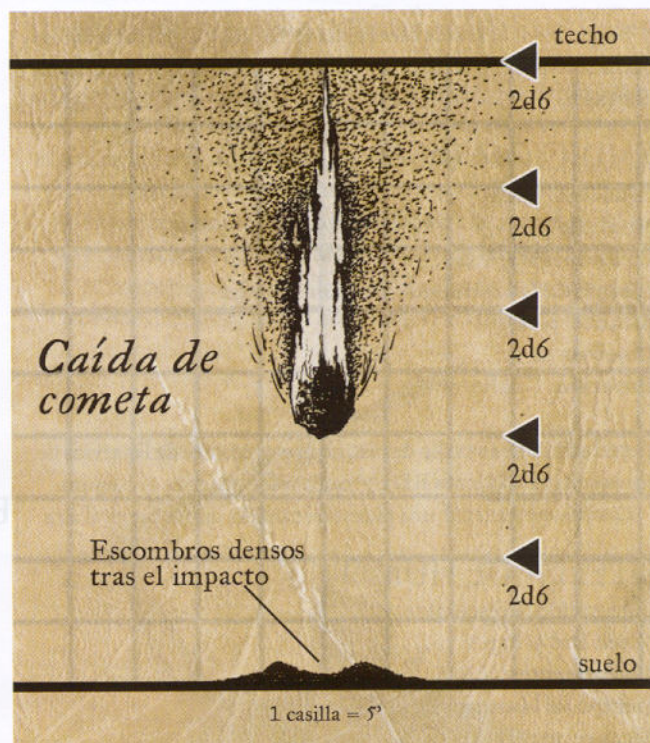 techo
2d6
2d6
2d6
Caída de
cometa
2d6
Escombros densos
tras el impacto
2d6
suelo
1 casilla = 5'